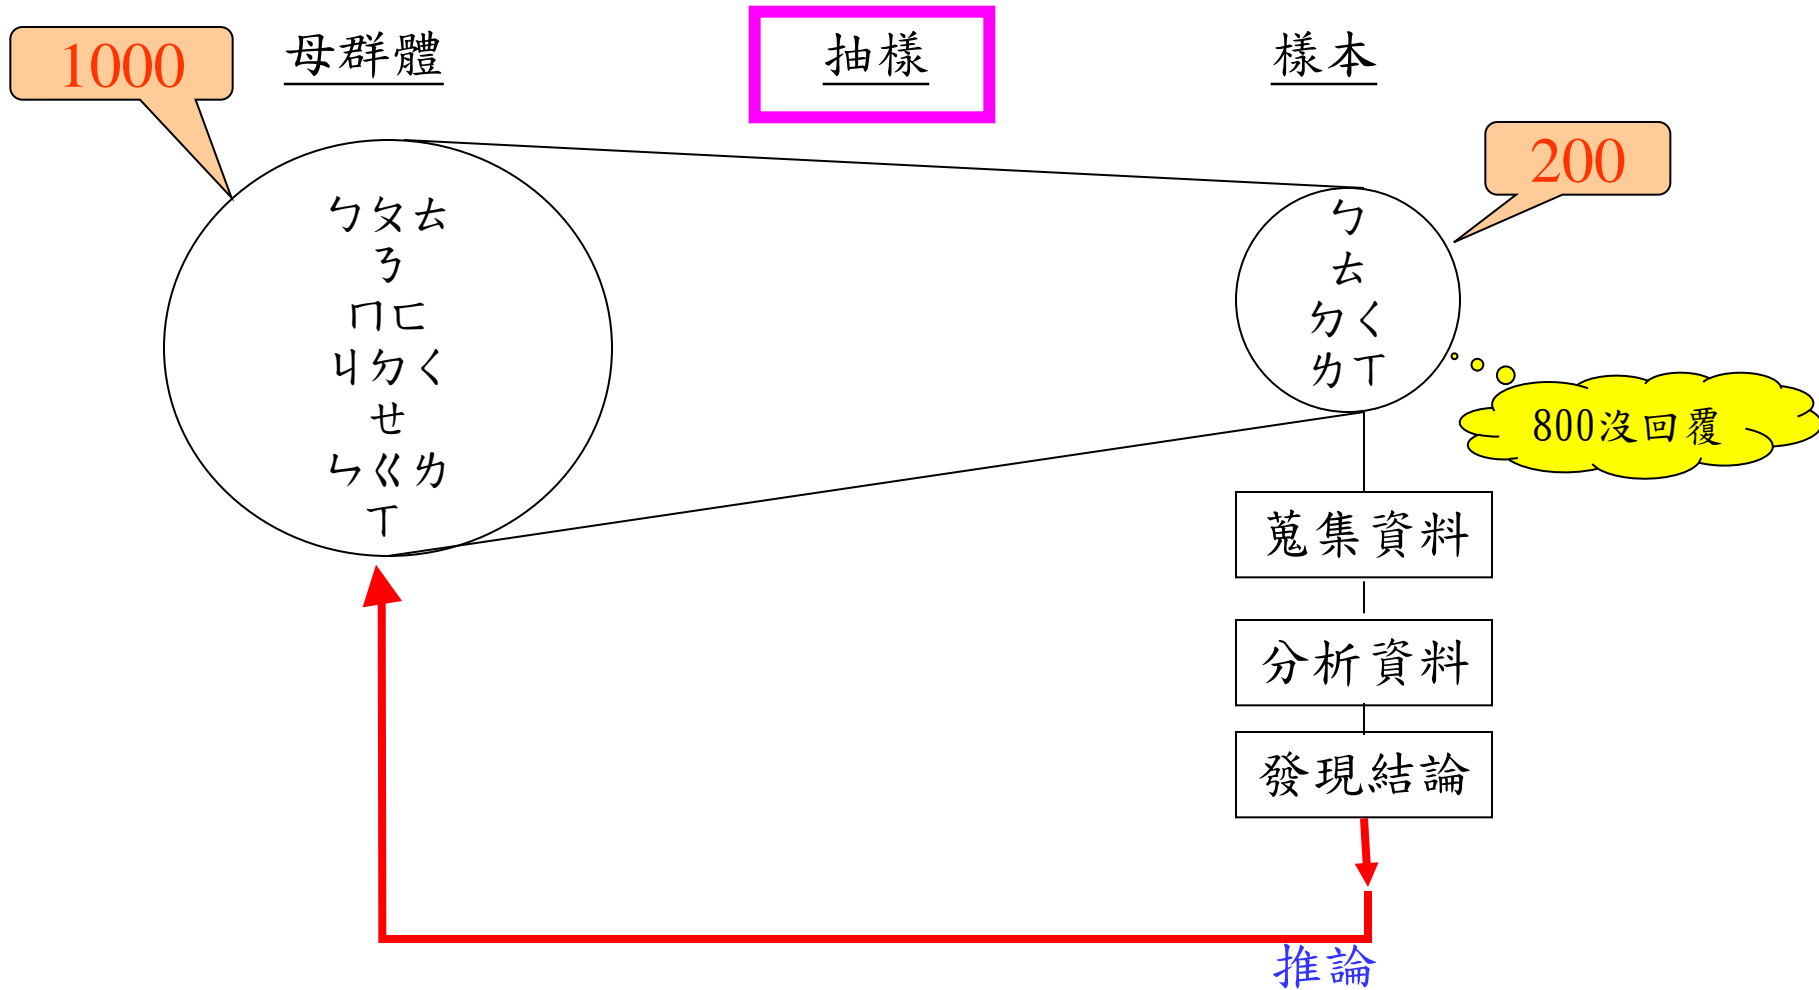 1000
母群體
抽樣
樣本
200
ㄅㄆㄊ
ㄋ
ㄇㄈ
ㄐㄉㄑ
ㄝ
ㄣㄍㄌ
ㄒ
ㄅ
ㄊ
ㄉㄑ
ㄌㄒ
800沒回覆
蒐集資料
分析資料
發現結論
推論